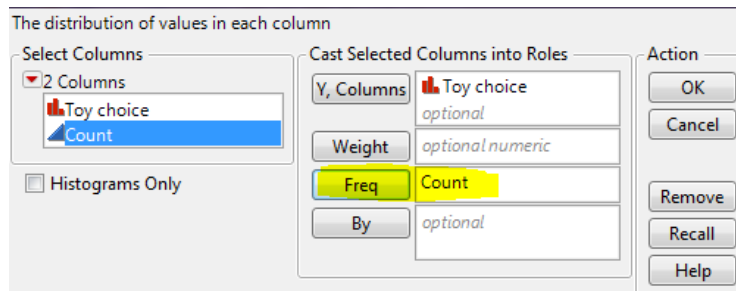 The distribution of values in each column
Select Columns
2 Columns
Toy choice
Count
Histograms Only
Cast Selected Columns into Roles
Y, Columns
Toy choice
optional
Weight
optional numeric
Freq
Count
By
optional
Action
OK
Cancel
Remove
Recall
Help